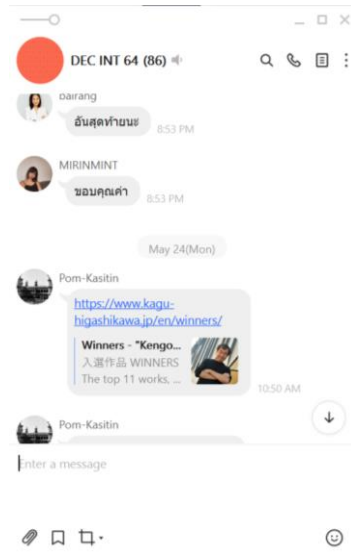 DEC INT 64 (86)
bairang
อันสุดท้ายนะ
8:53 PM
MIRINMINT
ขอบคุณค่า
8:53 PM
May 24(Mon)
Pom-Kasitin
https://www.kagu-
higashikawa.jp/en/winners/
Winners - "Kengo...
入選作品 WINNERS
The top 11 works, ...
10:50 AM
Pom-Kasitin
Enter a message